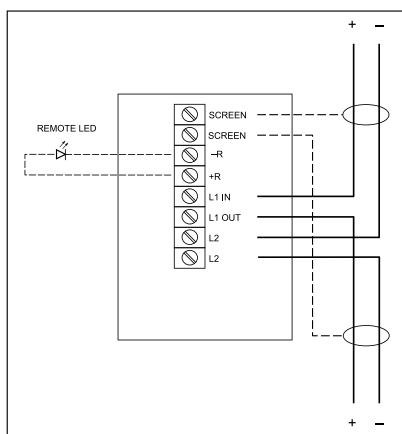 + −
SCREEN
REMOTE LED
SCREEN
−R
+R
L1 IN
L1 OUT
L2
L2
+ −